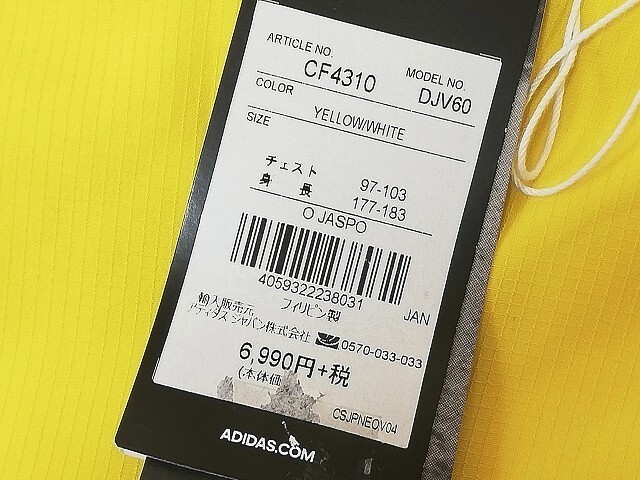 ARTICLE NO. MODEL NO.
CF4310 DJV60
COLOR
YELLOW/WHITE
SIZE
チェスト 97-103
身 長 177-183
O JASPO
4059322238031 JAN
フィリピン製
輸入販売元
アディダス ジャパン株式会社 0570-033-033
6,990円+税
(本体価
CSJPNEOV04
ADIDAS.COM